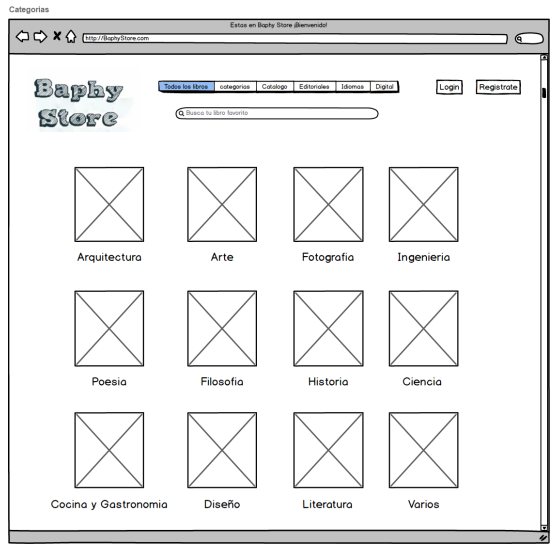 Categorias
Estas en Baphy Store ¡Bienvenido!
http://BaphyStore.com
Baphy
Store
Todos los libros categorias Catalogo Editoriales Idiomas Digital
Login Registrate
Busca tu libro favorito
Arquitectura Arte Fotografia Ingenieria
Poesia Filosofia Historia Ciencia
Cocina y Gastronomia Diseño Literatura Varios